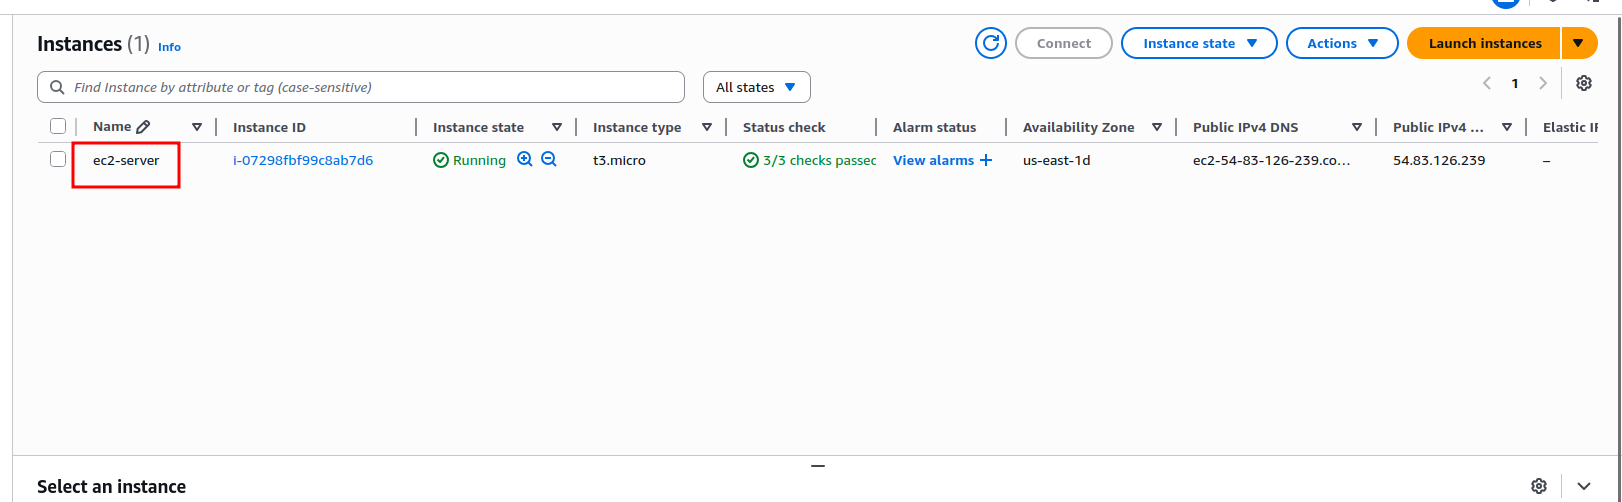 Instances (1) Info
Connect
Instance state
Actions
Launch instances
Find Instance by attribute or tag (case-sensitive)
All states
1
Name Instance ID Instance state Instance type Status check Alarm status Availability Zone Public IPv4 DNS Public IPv4 ... Elastic IP
ec2-server i-07298fbf99c8ab7d6 Running t3.micro 3/3 checks passec View alarms + us-east-1d ec2-54-83-126-239.co... 54.83.126.239 –
Select an instance